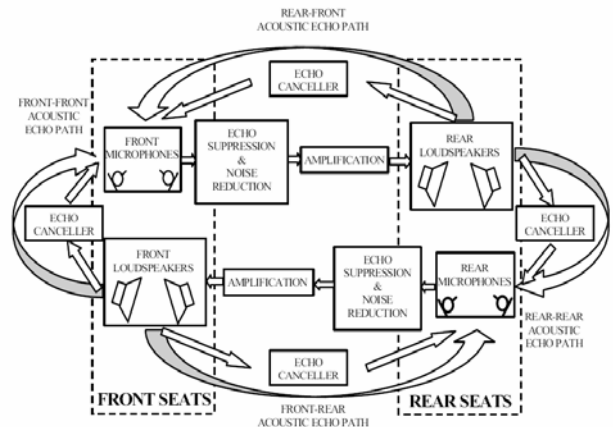 REAR-FRONT
ACOUSTIC ECHO PATH
ECHO
CANCELLER
FRONT-FRONT
ACOUSTIC
ECHO PATH
FRONT
MICROPHONES
ECHO
SUPPRESSION
&
NOISE
REDUCTION
AMPLIFICATION
REAR
LOUDSPEAKERS
ECHO
CANCELLER
ECHO
CANCELLER
FRONT
LOUDSPEAKERS
AMPLIFICATION
ECHO
SUPPRESSION
&
NOISE
REDUCTION
REAR
MICROPHONES
REAR-REAR
ACOUSTIC
ECHO PATH
ECHO
CANCELLER
FRONT SEATS
REAR SEATS
FRONT-REAR
ACOUSTIC ECHO PATH